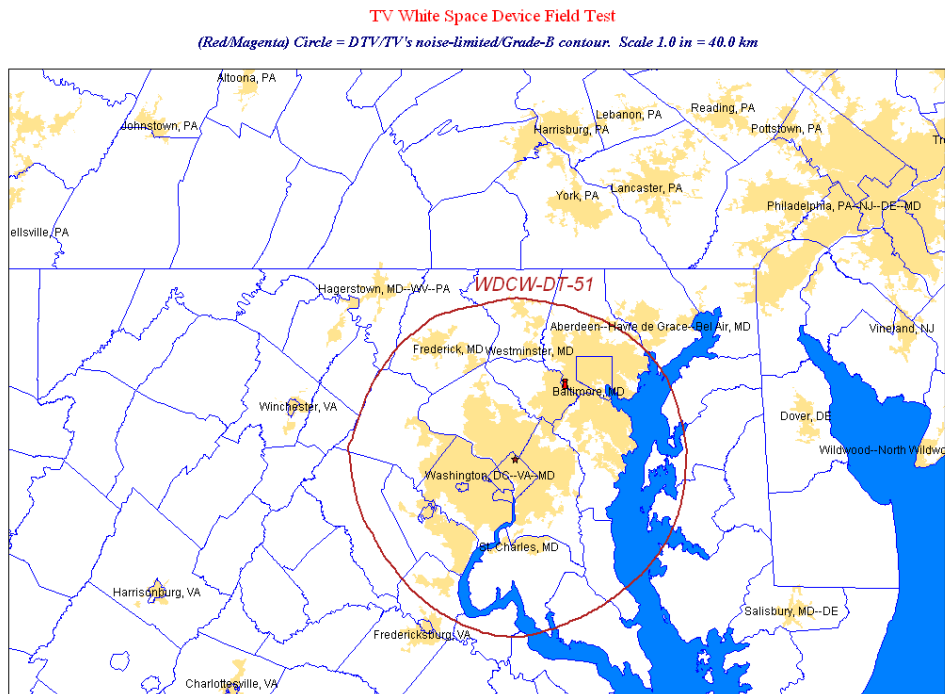 TV White Space Device Field Test
(Red/Magenta) Circle = DTV/TV's noise-limited/Grade-B contour. Scale 1.0 in = 40.0 km
Altoona, PA
Johnstown, PA
Lebanon, PA
Reading, PA
Harrisburg, PA
Pottstown, PA
Lancaster, PA
York, PA
Philadelphia, PA--NJ--DE--MD
ellsville, PA
WDCW-DT-51
Hagerstown, MD--WV--PA
Aberdeen--Havre de Grace--Bel Air, MD
Vineland, NJ
Frederick, MD
Westminster, MD
Baltimore, MD
Winchester, VA
Dover, DE
Wildwood--North Wildwo
Washington, DC--VA--MD
St. Charles, MD
Harrisonburg, VA
Salisbury, MD--DE
Fredericksburg, VA
Charlottesville, VA